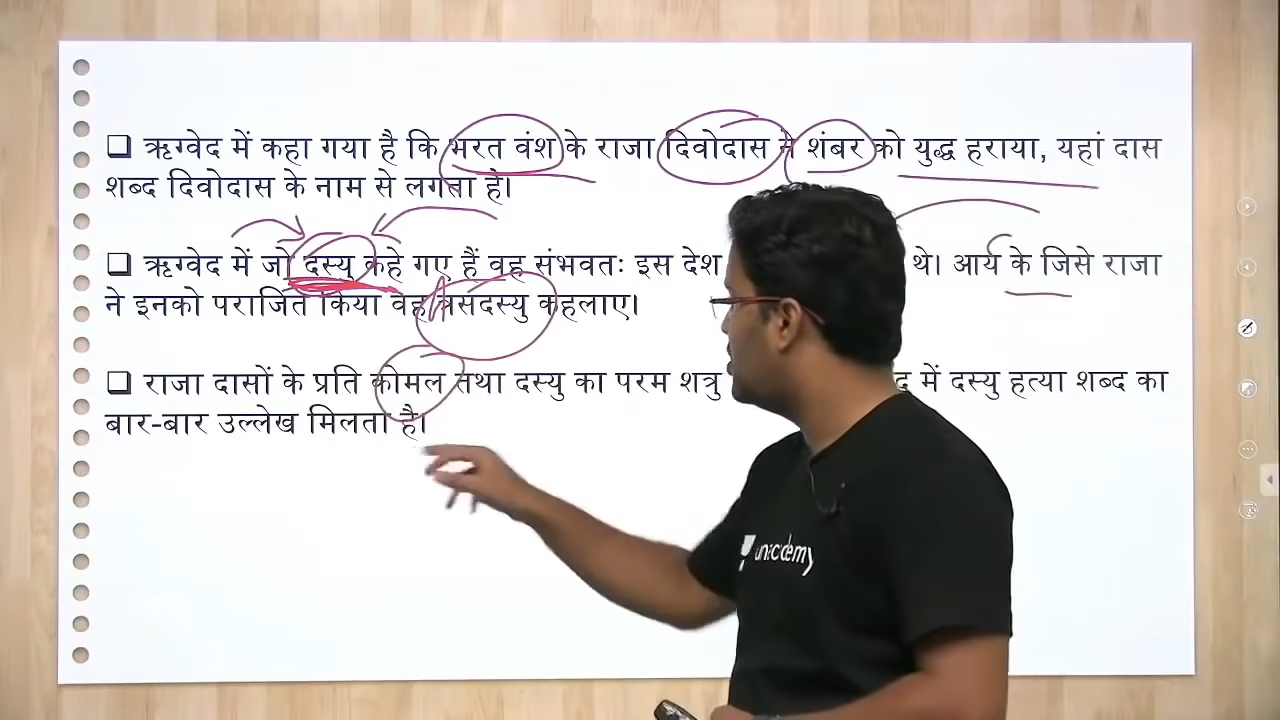 ऋग्वेद में कहा गया है कि भरत वंश के राजा दिवोदास ने शंबर को युद्ध हराया, यहां दास
शब्द दिवोदास के नाम से लगता है।
ऋग्वेद में जो दस्यु कहे गए हैं वह संभवतः इस देश थे। आर्य के जिसे राजा
ने इनको पराजित किया वह त्रसदस्यु कहलाए।
राजा दासों के प्रति कोमल तथा दस्यु का परम शत्रु में दस्यु हत्या शब्द का
बार-बार उल्लेख मिलता है।
unacademy